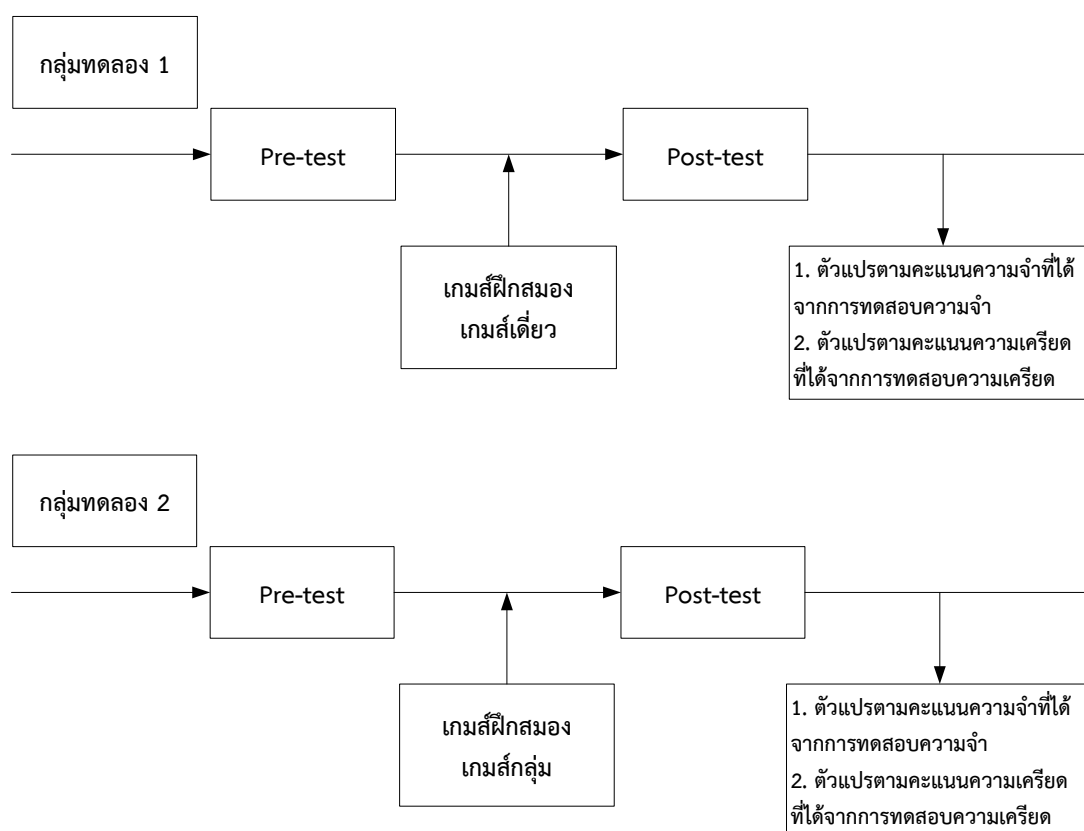 กลุ่มทดลอง 1
Pre-test
Post-test
เกมส์ฝึกสมอง
เกมส์เดี่ยว
1. ตัวแปรตามคะแนนความจำที่ได้
จากการทดสอบความจำ
2. ตัวแปรตามคะแนนความเครียด
ที่ได้จากการทดสอบความเครียด
กลุ่มทดลอง 2
Pre-test
Post-test
เกมส์ฝึกสมอง
เกมส์กลุ่ม
1. ตัวแปรตามคะแนนความจำที่ได้
จากการทดสอบความจำ
2. ตัวแปรตามคะแนนความเครียด
ที่ได้จากการทดสอบความเครียด